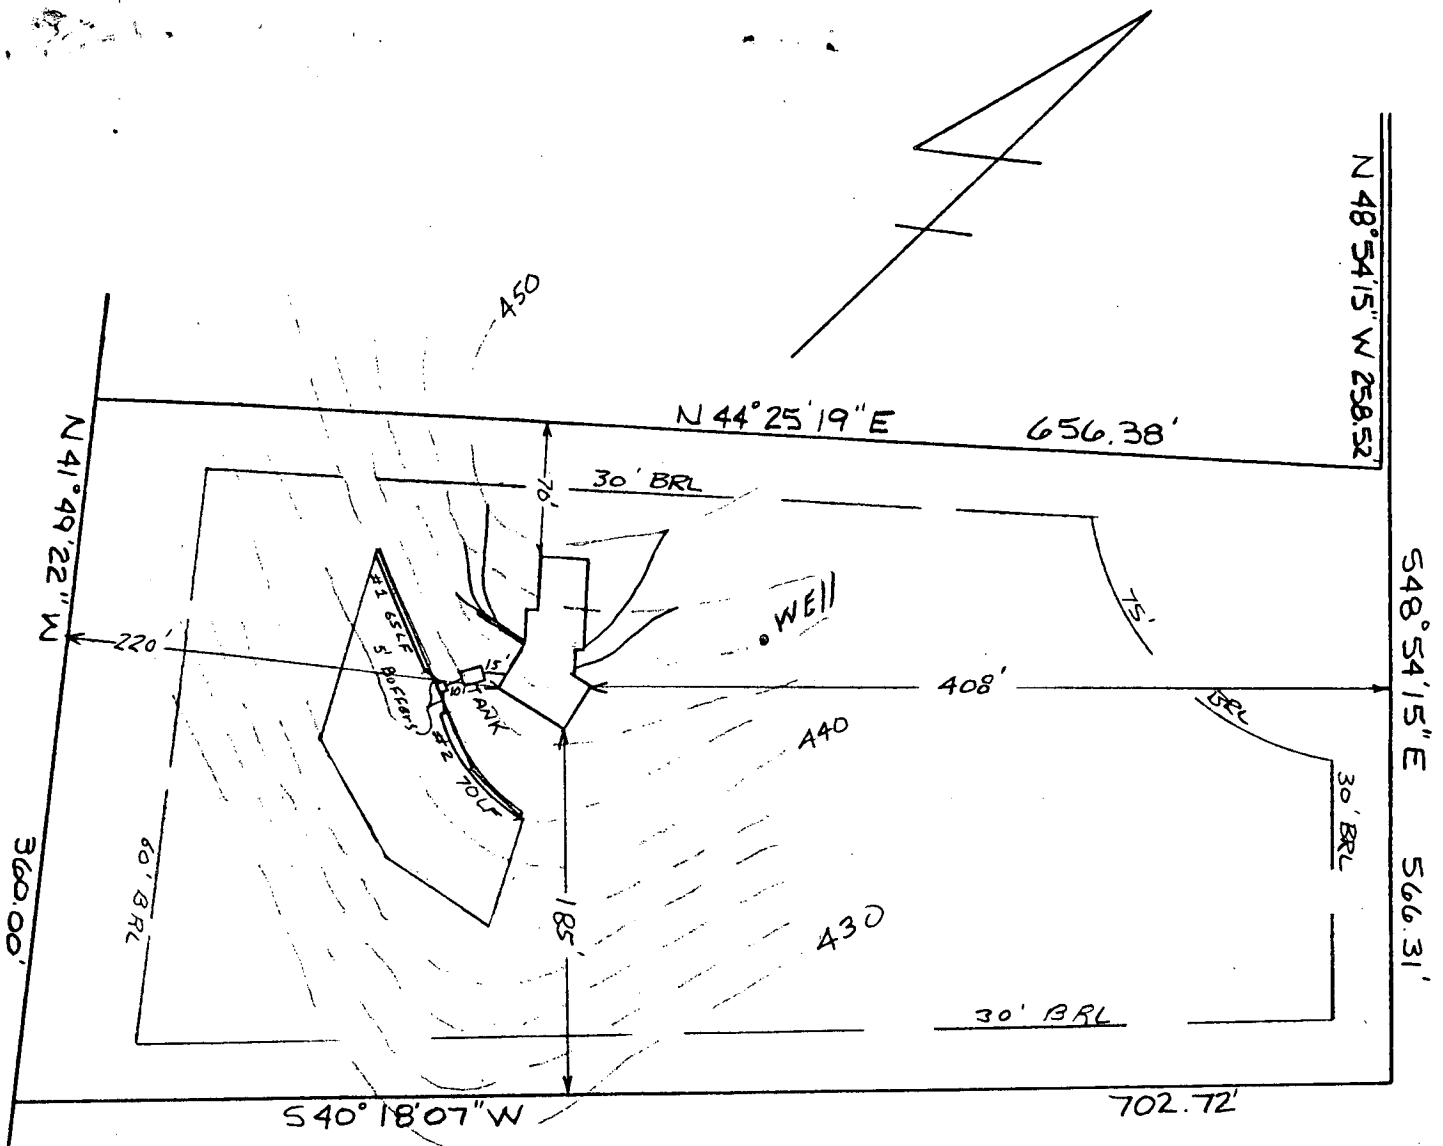 N 48°54'15" W 258.52'
450
N 44°25'19"E 656.38'
N 41°49'22" W
360.00'
30' BRL
70'
75'
WEll
S48°54'15"E 566.31'
#1 65LF
5' Buffers
220'
15'
10'
TANK
408'
BRL
#2 70LF
440
30' BRL
60' BRL
185'
430
30' BRL
S40°18'07"W 702.72'